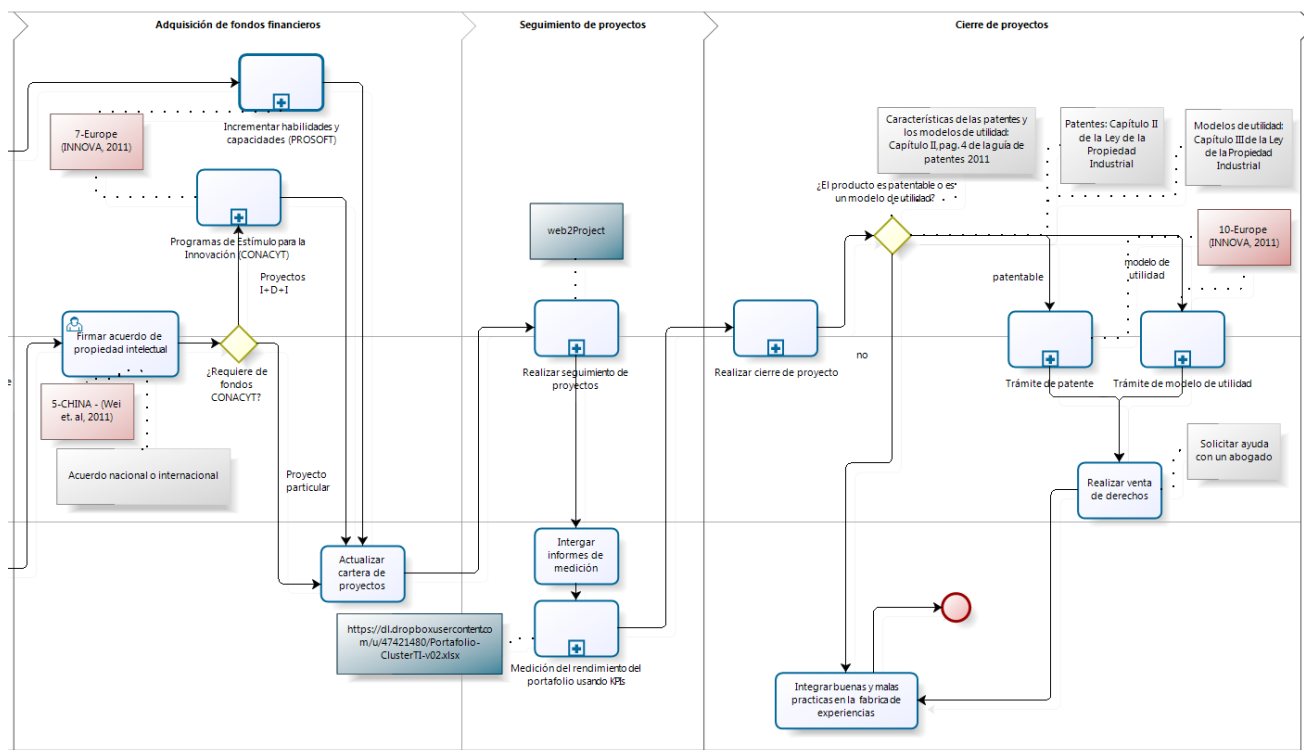 Adquisición de fondos financieros
Seguimiento de proyectos
Cierre de proyectos
7-Europe
(INNOVA, 2011)
Incrementar habilidades y
capacidades (PROSOFT)
Programas de Estímulo para la
Innovación (CONACYT)
Proyectos
I+D+I
Firmar acuerdo de
propiedad intelectual
¿Requiere de
fondos
CONACYT?
5-CHINA - (Wei
et. al, 2011)
Acuerdo nacional o internacional
Proyecto
particular
Actualizar
cartera de
proyectos
web2Project
Realizar seguimiento de
proyectos
Intergar
informes de
medición
https://dl.dropboxusercontent.co
m/u/47421480/Portafolio-
ClusterTI-v02.xlsx
Medición del rendimiento del
portafolio usando KPIs
Características de las patentes y
los modelos de utilidad:
Capítulo II, pag. 4 de la guía de
patentes 2011
Patentes: Capítulo II
de la Ley de la
Propiedad
Industrial
Modelos de utilidad:
Capítulo III de la Ley
de la Propiedad
Industrial
¿El producto es patentable o es
un modelo de utilidad?
10-Europe
(INNOVA, 2011)
patentable
modelo de
utilidad
Realizar cierre de proyecto
no
Trámite de patente
Trámite de modelo de utilidad
Solicitar ayuda
con un abogado
Realizar venta
de derechos
Integrar buenas y malas
practicas en la fabrica de
experiencias